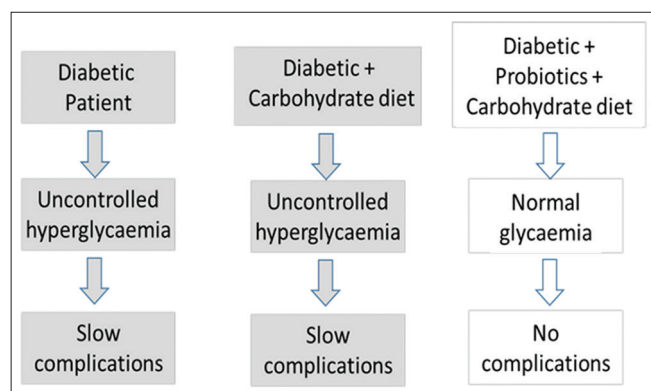 Diabetic
Patient
Uncontrolled
hyperglycaemia
Slow
complications
Diabetic +
Carbohydrate diet
Uncontrolled
hyperglycaemia
Slow
complications
Diabetic +
Probiotics +
Carbohydrate diet
Normal
glycaemia
No
complications